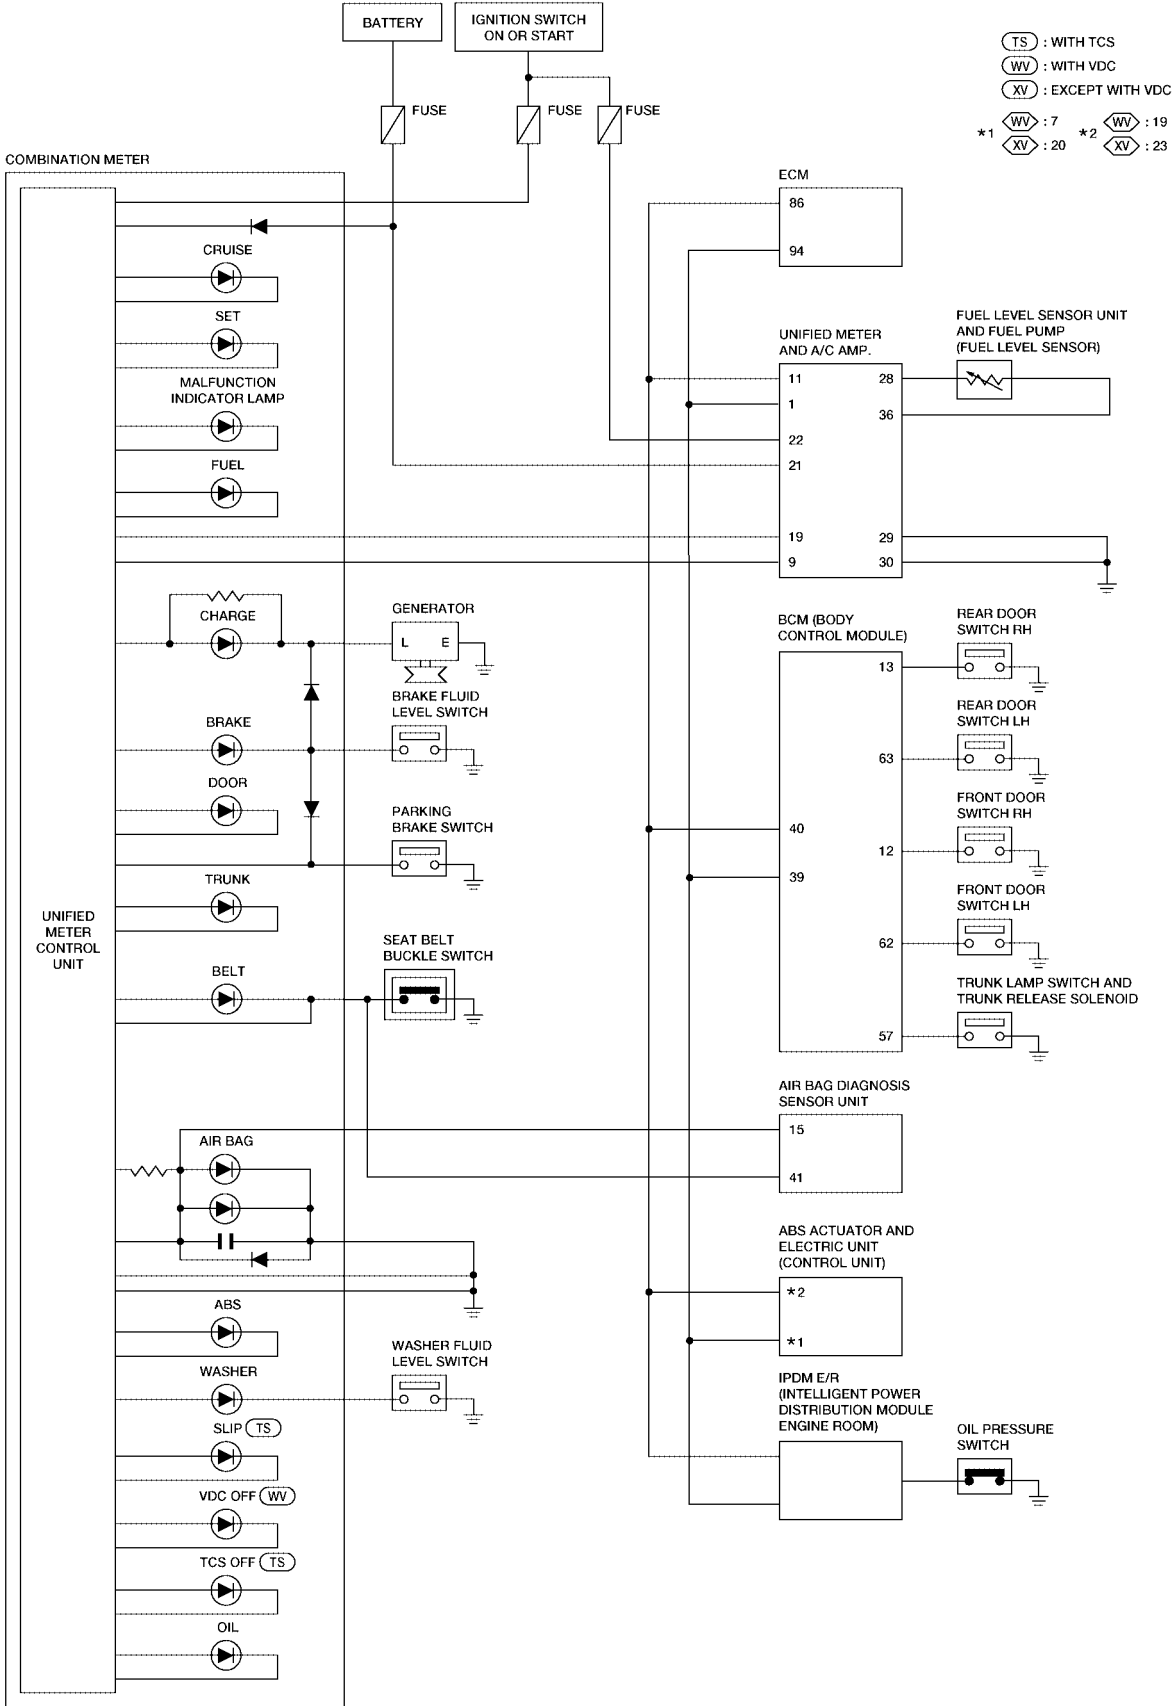 BATTERY
IGNITION SWITCH
ON OR START
TS : WITH TCS
WV : WITH VDC
XV : EXCEPT WITH VDC
*1 WV : 7
XV : 20
*2 WV : 19
XV : 23
FUSE
FUSE
FUSE
COMBINATION METER
UNIFIED
METER
CONTROL
UNIT
CRUISE
SET
MALFUNCTION
INDICATOR LAMP
FUEL
CHARGE
BRAKE
DOOR
TRUNK
BELT
AIR BAG
ABS
WASHER
SLIP TS
VDC OFF WV
TCS OFF TS
OIL
GENERATOR
L E
BRAKE FLUID
LEVEL SWITCH
PARKING
BRAKE SWITCH
SEAT BELT
BUCKLE SWITCH
WASHER FLUID
LEVEL SWITCH
ECM
86
94
UNIFIED METER
AND A/C AMP.
11
28
1
36
22
21
19
29
9
30
FUEL LEVEL SENSOR UNIT
AND FUEL PUMP
(FUEL LEVEL SENSOR)
BCM (BODY
CONTROL MODULE)
13
63
40
12
39
62
57
REAR DOOR
SWITCH RH
REAR DOOR
SWITCH LH
FRONT DOOR
SWITCH RH
FRONT DOOR
SWITCH LH
TRUNK LAMP SWITCH AND
TRUNK RELEASE SOLENOID
AIR BAG DIAGNOSIS
SENSOR UNIT
15
41
ABS ACTUATOR AND
ELECTRIC UNIT
(CONTROL UNIT)
*2
*1
IPDM E/R
(INTELLIGENT POWER
DISTRIBUTION MODULE
ENGINE ROOM)
OIL PRESSURE
SWITCH